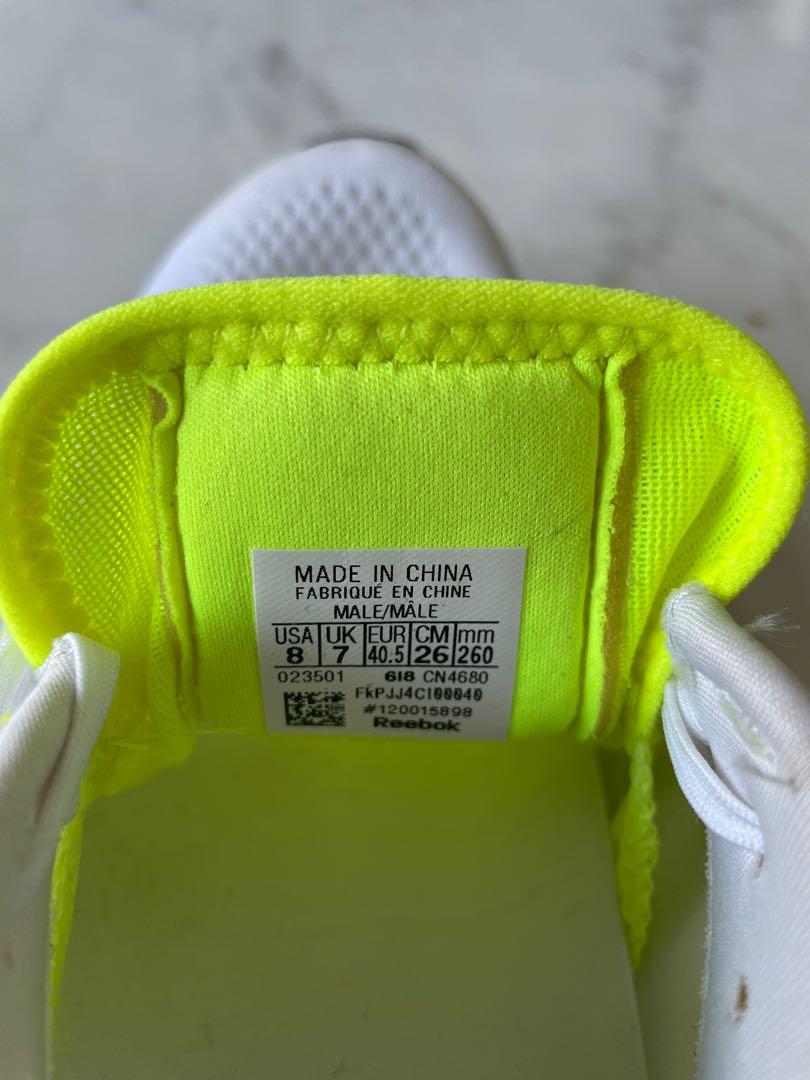 MADE IN CHINA
FABRIQUÉ EN CHINE
MALE/MÂLE
USA UK EUR CM mm
8 7 40.5 26 260
023501 618 CN4680
FkPJJ4CI00040
#120015898
Reebok